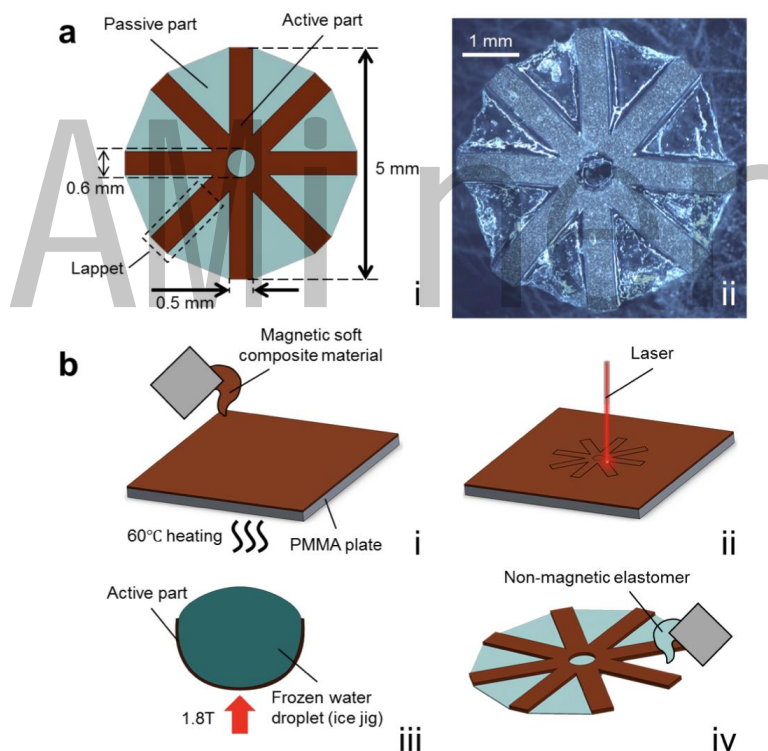 a
Passive part
Active part
0.6 mm
5 mm
Lappet
0.5 mm
i
1 mm
ii
b
Magnetic soft
composite material
60℃ heating
PMMA plate
i
Laser
ii
Active part
1.8T
Frozen water
droplet (ice jig)
iii
Non-magnetic elastomer
iv
AMiner